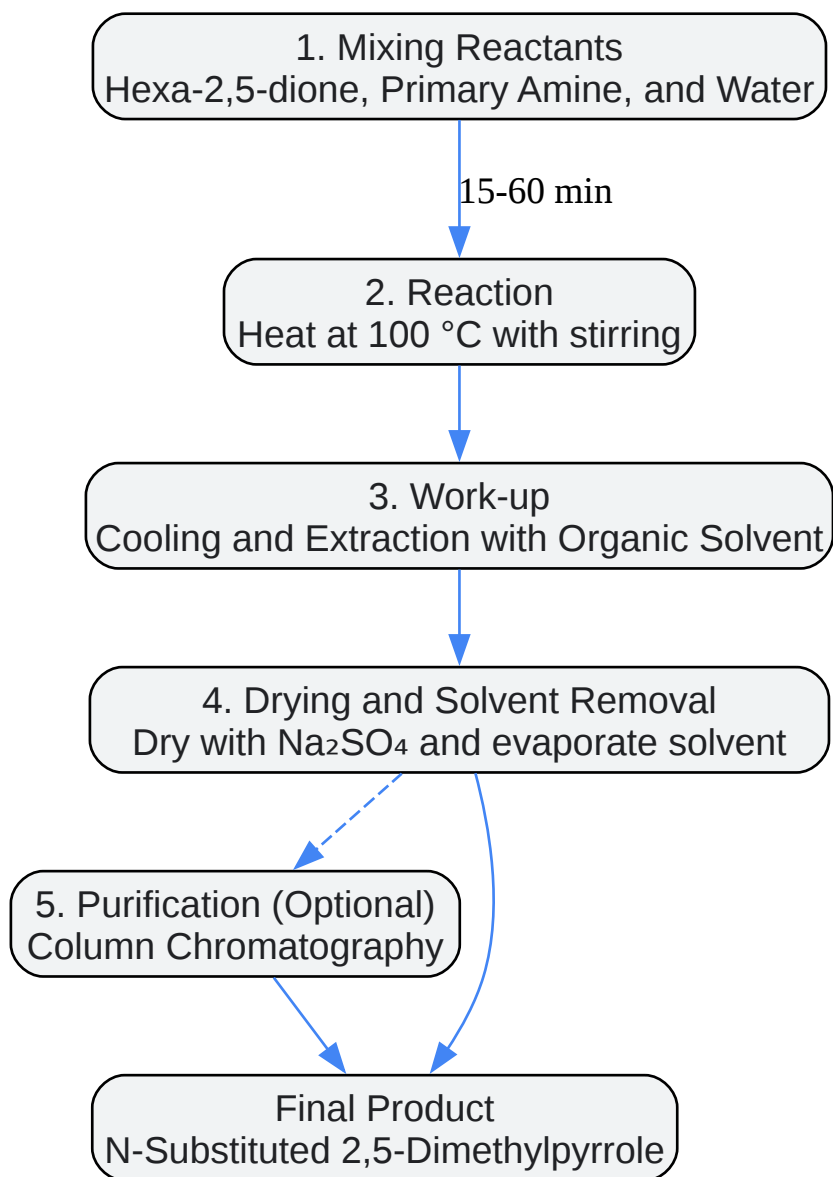 1. Mixing Reactants
Hexa-2,5-dione, Primary Amine, and Water
15-60 min
2. Reaction
Heat at 100 °C with stirring
3. Work-up
Cooling and Extraction with Organic Solvent
4. Drying and Solvent Removal
Dry with Na₂SO₄ and evaporate solvent
5. Purification (Optional)
Column Chromatography
Final Product
N-Substituted 2,5-Dimethylpyrrole